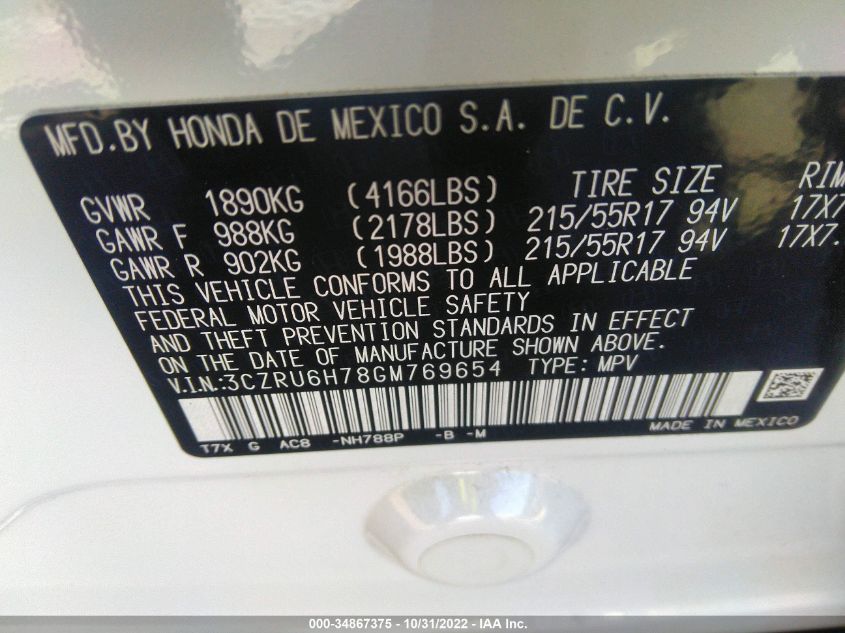 MFD.BY HONDA DE MEXICO S.A. DE C.V.
GVWR 1890KG (4166LBS) TIRE SIZE RIM
GAWR F 988KG (2178LBS) 215/55R17 94V 17X7
GAWR R 902KG (1988LBS) 215/55R17 94V 17X7.
THIS VEHICLE CONFORMS TO ALL APPLICABLE
FEDERAL MOTOR VEHICLE SAFETY
AND THEFT PREVENTION STANDARDS IN EFFECT
ON THE DATE OF MANUFACTURE SHOWN ABOVE.
V.I.N.:3CZRU6H78GM769654 TYPE: MPV
T7X G AC8 -NH788P -B -M MADE IN MEXICO
000-34867375 - 10/31/2022 - IAA Inc.